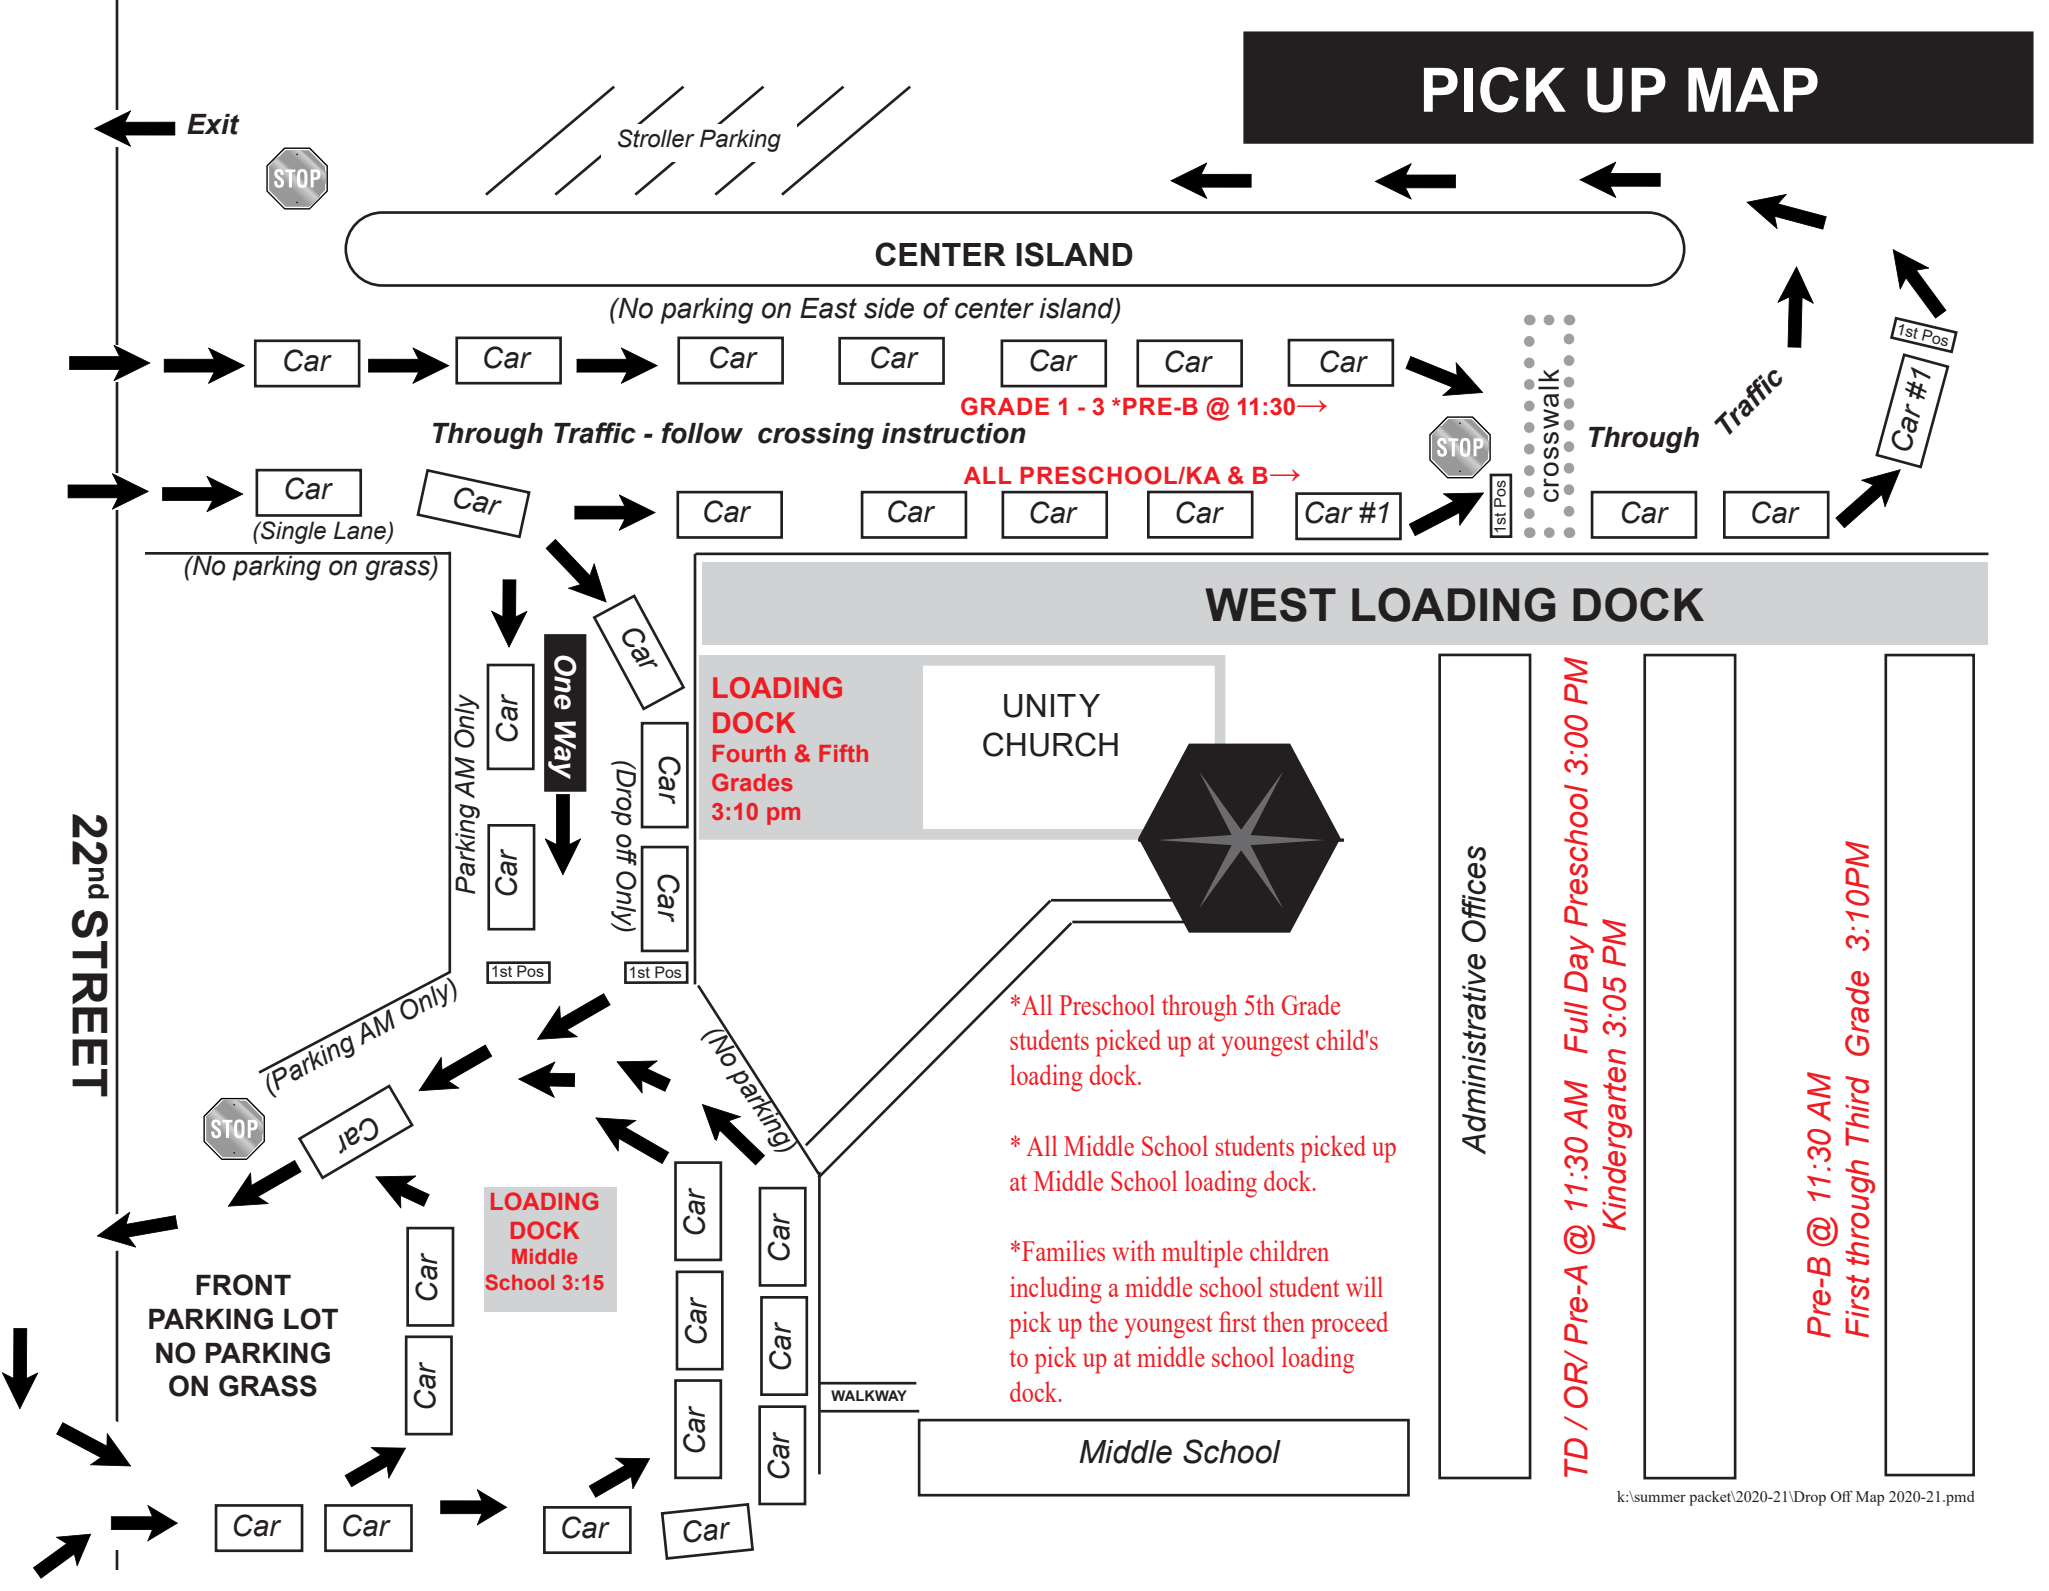 PICK UP MAP
Exit
STOP
Stroller Parking
CENTER ISLAND
(No parking on East side of center island)
1st Pos
Car
Car
Car
Car
Car
Car
Car
Car #1
GRADE 1 - 3 *PRE-B @ 11:30→
Through Traffic - follow  crossing instruction
STOP
crosswalk
Through
Traffic
ALL PRESCHOOL/KA & B→
Car
Car
Car
Car
Car
Car
Car #1
1st Pos
Car
Car
(Single Lane)
(No parking on grass)
WEST LOADING DOCK
Car
One Way
Parking AM Only
Car
Car
(Drop off Only)
Car
Car
LOADING
DOCK
Fourth & Fifth
Grades
3:10 pm
UNITY
CHURCH
22nd STREET
1st Pos
1st Pos
(Parking AM Only)
(No parking)
STOP
Car
*All Preschool through 5th Grade
students picked up at youngest child's
loading dock.
* All Middle School students picked up
at Middle School loading dock.
*Families with multiple children
including a middle school student will
pick up the youngest first then proceed
to pick up at middle school loading
dock.
Administrative Offices
TD / OR/ Pre-A @ 11:30 AM   Full Day Preschool 3:00 PM
Kindergarten 3:05 PM
Pre-B @ 11:30 AM
First through Third  Grade  3:10PM
LOADING
DOCK
Middle
School 3:15
FRONT
PARKING LOT
NO PARKING
ON GRASS
Car
Car
Car
Car
Car
Car
Car
Car
WALKWAY
Middle School
Car
Car
Car
Car
k:\summer packet\2020-21\Drop Off Map 2020-21.pmd